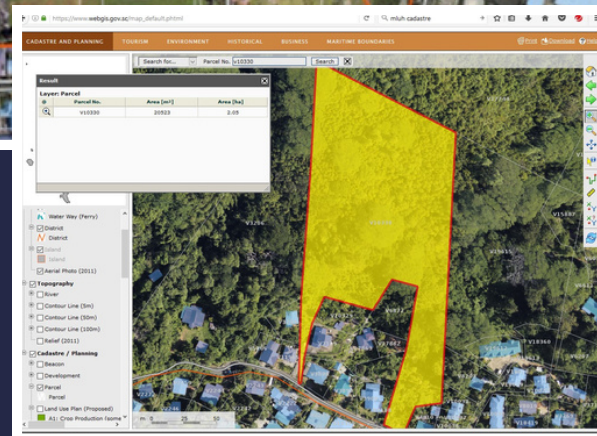 https://www.webgis.gov.sc/map_default.phtml
mluh-cadastre
CADASTRE AND PLANNING TOURISM ENVIRONMENT HISTORICAL BUSINESS MARITIME BOUNDARIES
Print Download Help
Search for... Parcel No. V10330 Search
Result
Layer: Parcel
@ Parcel No. Area [m²] Area [ha]
V10330 20523 2.05
Water Way (Ferry)
District
District
Island
Island
Aerial Photo (2011)
Topography
River
Contour Line (5m)
Contour Line (50m)
Contour Line (100m)
Relief (2011)
Cadastre / Planning
Beacon
Development
Parcel
Parcel
Land Use Plan (Proposed)
A1: Crop Production (some
m 0 25 50